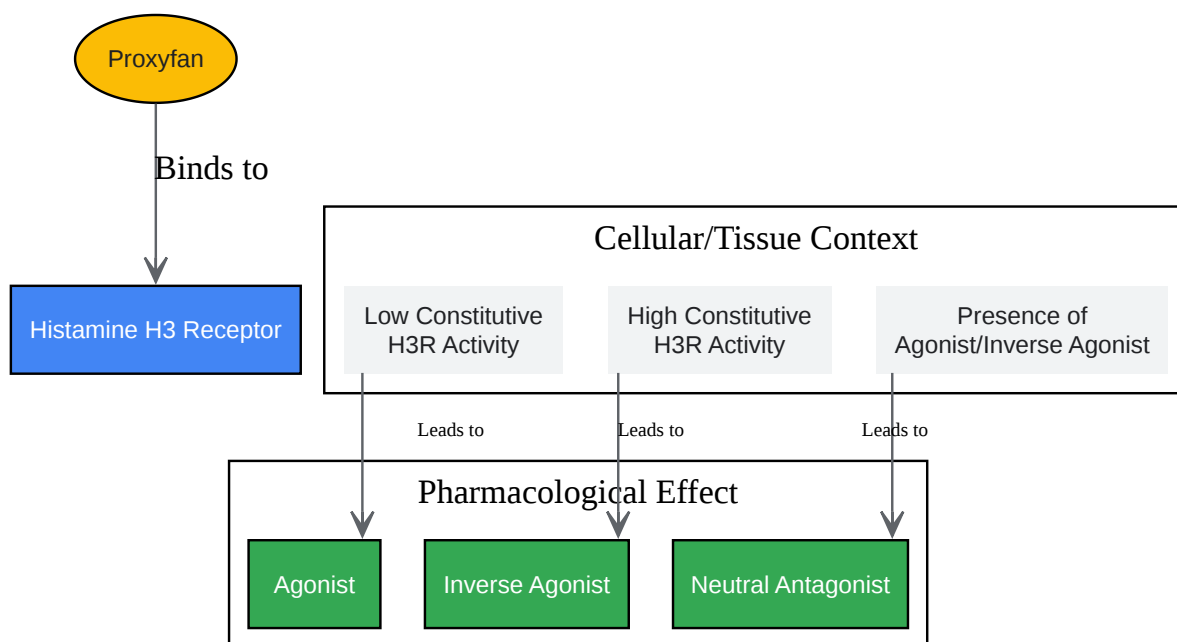 Proxyfan
Binds to
Histamine H3 Receptor
Cellular/Tissue Context
Low Constitutive
H3R Activity
High Constitutive
H3R Activity
Presence of
Agonist/Inverse Agonist
Leads to
Leads to
Leads to
Pharmacological Effect
Agonist
Inverse Agonist
Neutral Antagonist